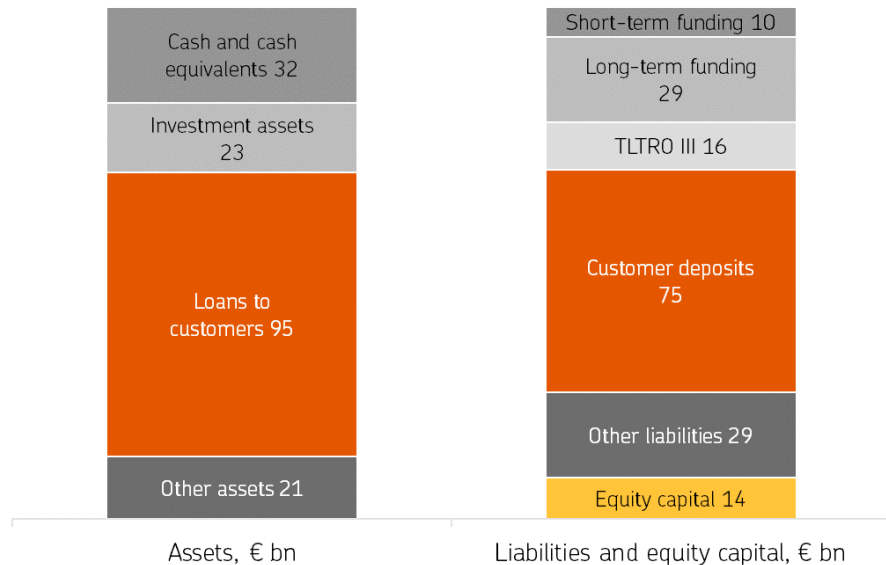 Cash and cash
equivalents 32
Investment assets
23
Loans to
customers 95
Other assets 21
Assets, € bn
Short-term funding 10
Long-term funding
29
TLTRO III 16
Customer deposits
75
Other liabilities 29
Equity capital 14
Liabilities and equity capital, € bn